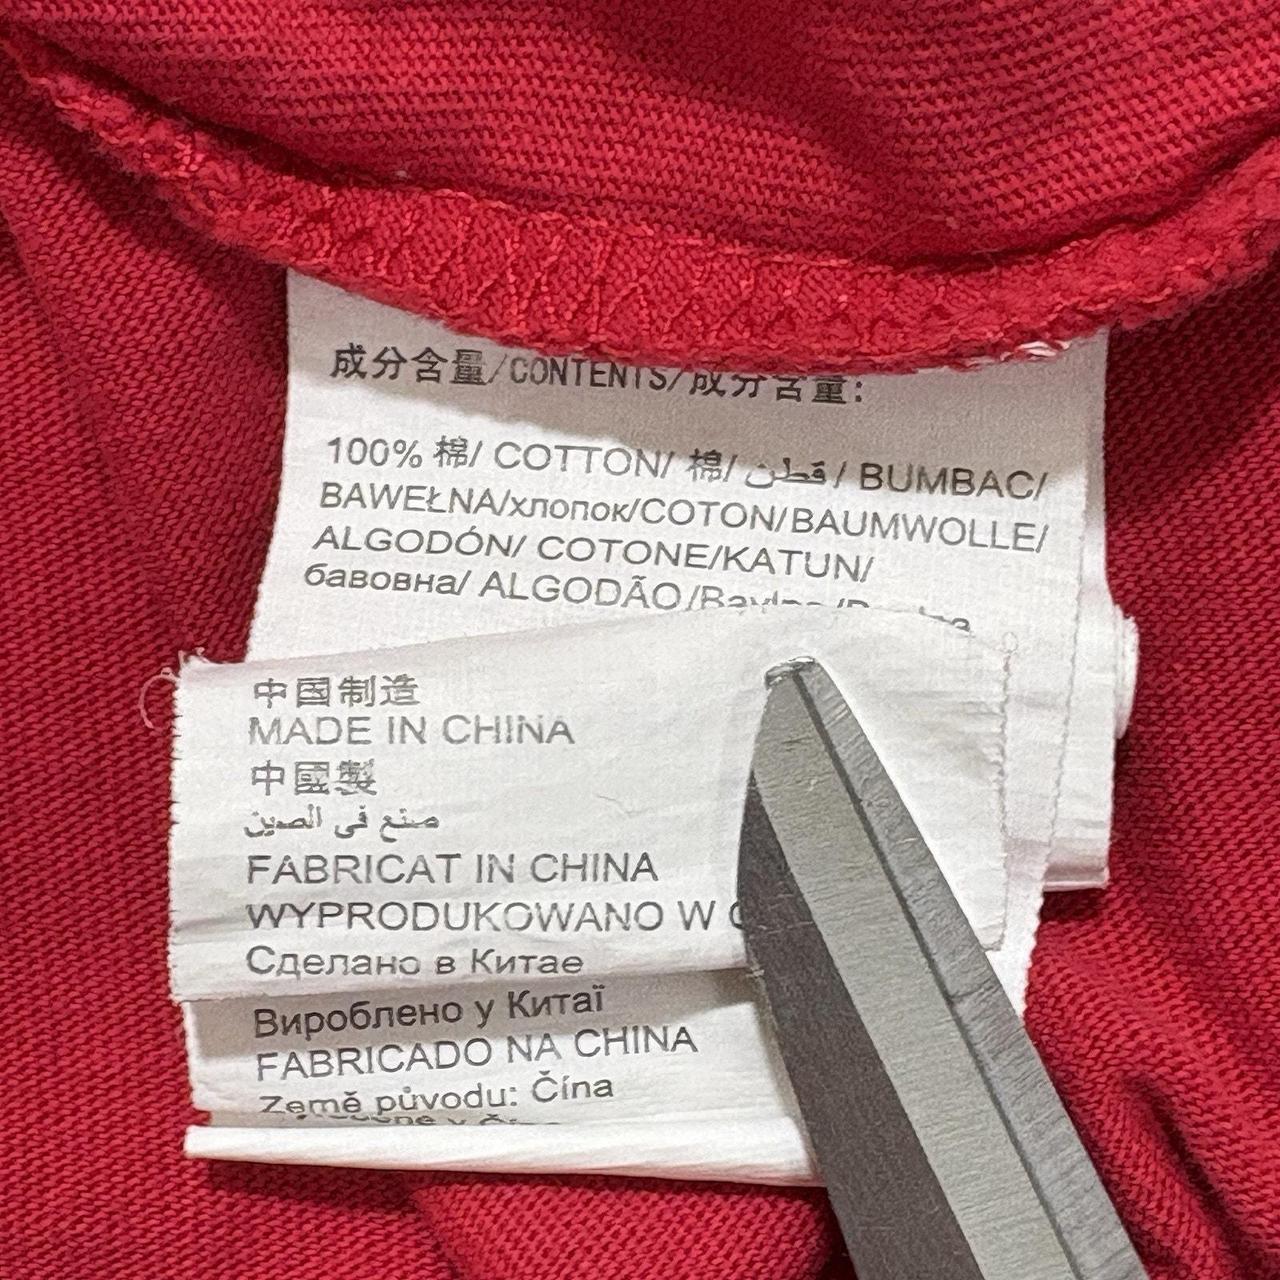 成分含量/CONTENTS/成分含量:
100% 棉/ COTTON/ 棉/ قطن / BUMBAC/
BAWEŁNA/хлопок/COTON/BAUMWOLLE/
ALGODÓN/ COTONE/KATUN/
бавовна/ ALGODÃO
中国制造
MADE IN CHINA
中國製
صنع في الصين
FABRICAT IN CHINA
WYPRODUKOWANO W
Сделано в Китае
Вироблено у Китаї
FABRICADO NA CHINA
Země původu: Čína